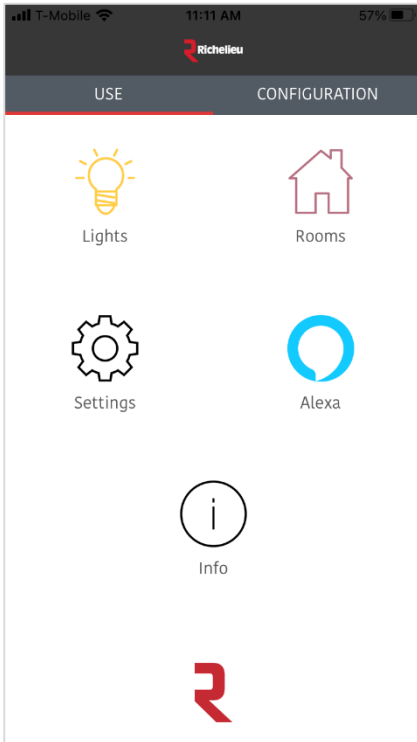 T-Mobile 11:11 AM 57%
Richelieu
USE CONFIGURATION
Lights Rooms
Settings Alexa
i
Info
R